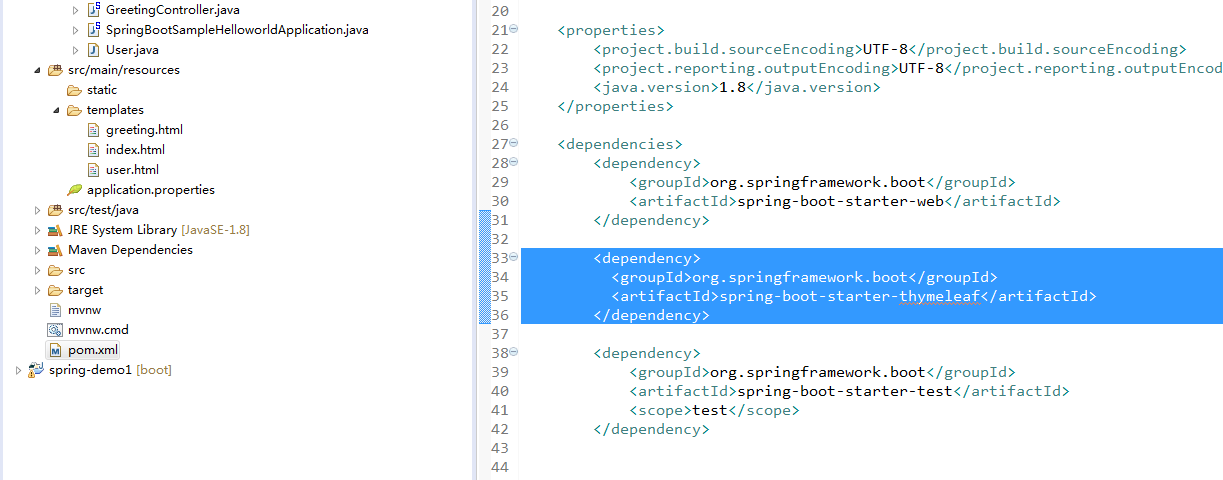 GreetingController.java
SpringBootSampleHelloworldApplication.java
User.java
src/main/resources
static
templates
greeting.html
index.html
user.html
application.properties
src/test/java
JRE System Library [JavaSE-1.8]
Maven Dependencies
src
target
mvnw
mvnw.cmd
pom.xml
spring-demo1 [boot]
20
21 <properties>
22 <project.build.sourceEncoding>UTF-8</project.build.sourceEncoding>
23 <project.reporting.outputEncoding>UTF-8</project.reporting.outputEncod
24 <java.version>1.8</java.version>
25 </properties>
26
27 <dependencies>
28 <dependency>
29 <groupId>org.springframework.boot</groupId>
30 <artifactId>spring-boot-starter-web</artifactId>
31 </dependency>
32
33 <dependency>
34 <groupId>org.springframework.boot</groupId>
35 <artifactId>spring-boot-starter-thymeleaf</artifactId>
36 </dependency>
37
38 <dependency>
39 <groupId>org.springframework.boot</groupId>
40 <artifactId>spring-boot-starter-test</artifactId>
41 <scope>test</scope>
42 </dependency>
43
44